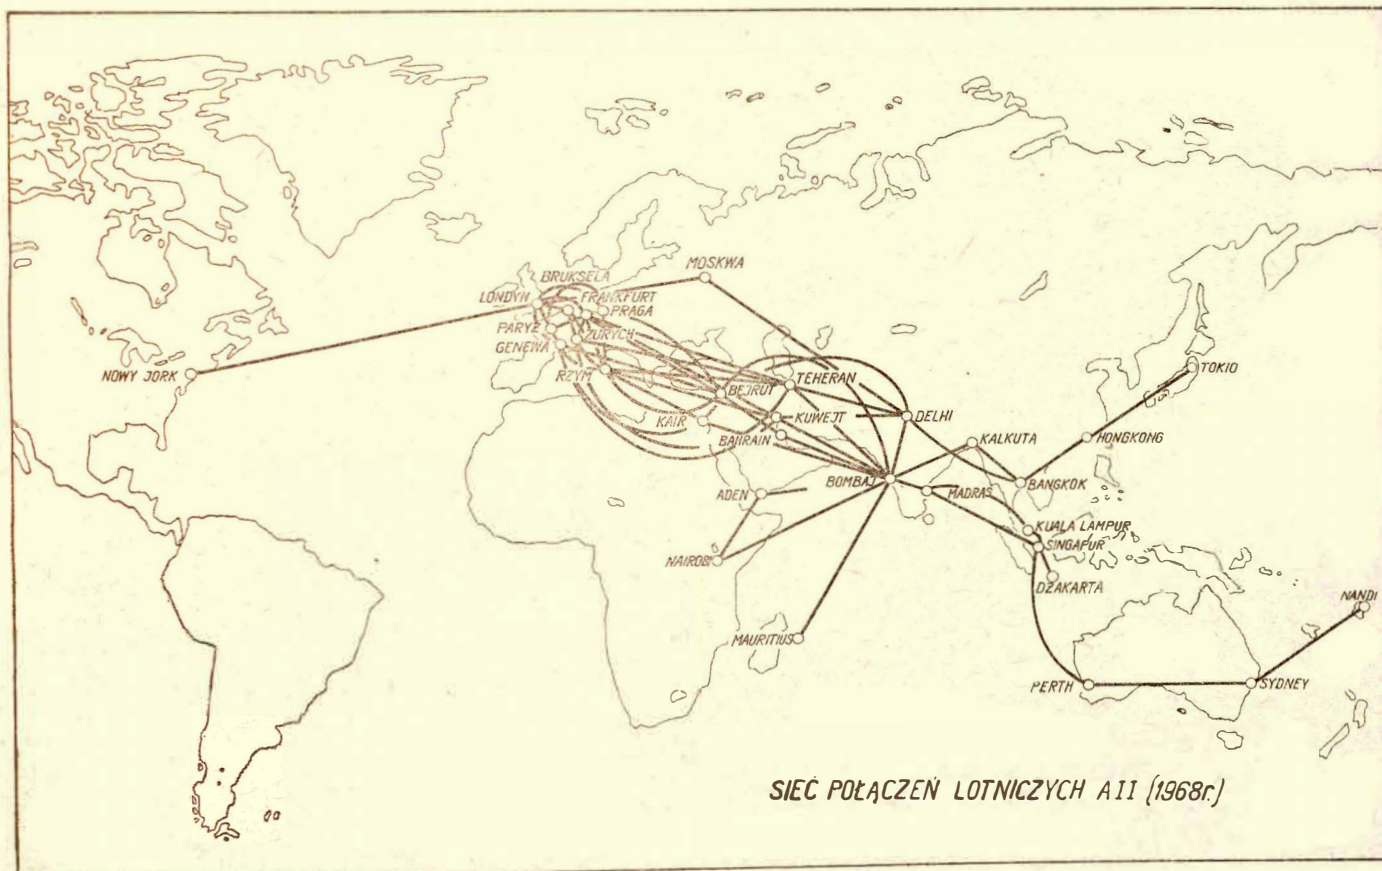 MOSKWA
BRUKSELA
LONDYN
FRANKFURT
PRAGA
PARYŻ
ZURYCH
GENEWA
NOWY JORK
RZYM
TEHERAN
TOKIO
BEJRUT
KAIR
KUWEJT
DELHI
BAHRAIN
KALKUTA
HONGKONG
BOMBAJ
BANGKOK
ADEN
MADRAS
KUALA LAMPUR
SINGAPUR
NAIROBI
DŻAKARTA
NANDI
MAURITIUS
PERTH
SYDNEY
SIEĆ POŁĄCZEŃ LOTNICZYCH AII (1968r.)